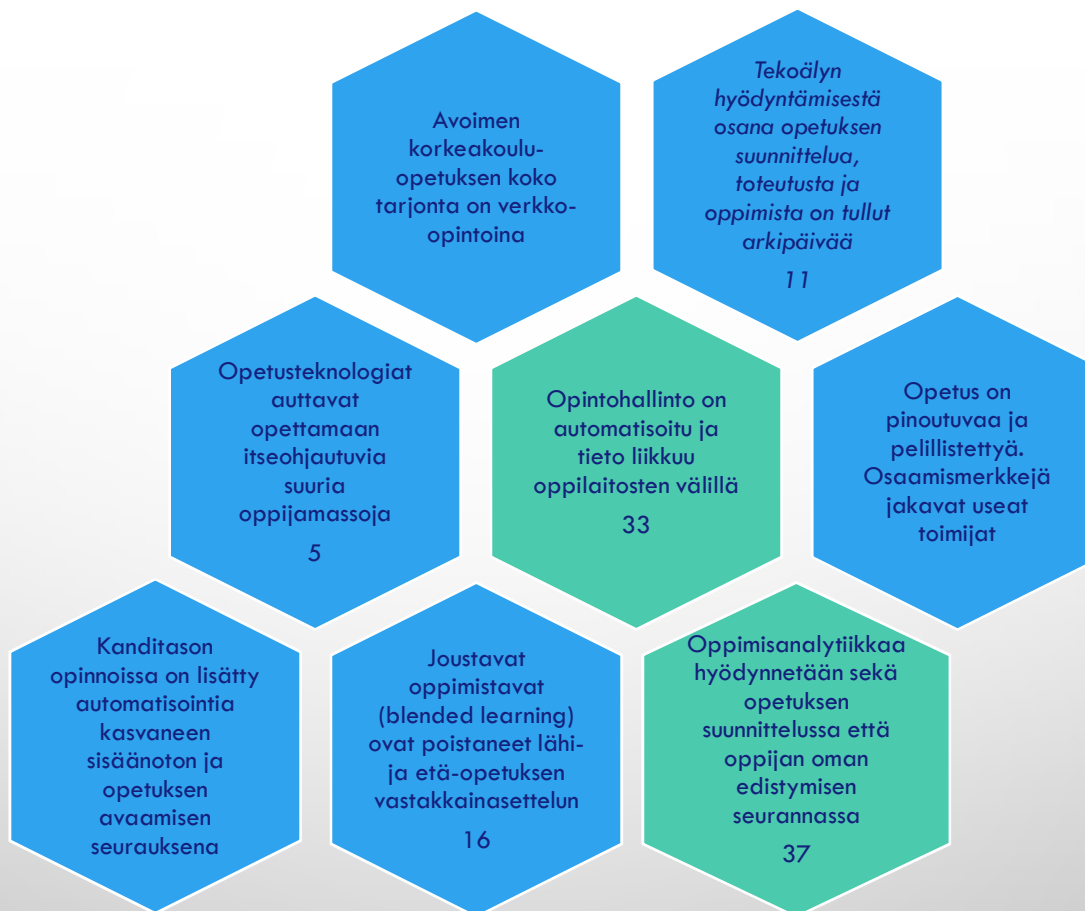 Avoimen
korkeakoulu-
opetuksen koko
tarjonta on verkko-
opintoina
Tekoälyn
hyödyntämisestä
osana opetuksen
suunnittelua,
toteutusta ja
oppimista on tullut
arkipäivää
11
Opetusteknologiat
auttavat
opettamaan
itseohjautuvia
suuria
oppijamassoja
5
Opintohallinto on
automatisoitu ja
tieto liikkuu
oppilaitosten välillä
33
Opetus on
pinoutuvaa ja
pelillistettyä.
Osaamismerkkejä
jakavat useat
toimijat
Kanditason
opinnoissa on lisätty
automatisointia
kasvaneen
sisäänoton ja
opetuksen
avaamisen
seurauksena
Joustavat
oppimistavat
(blended learning)
ovat poistaneet lähi-
ja etä-opetuksen
vastakkainasettelun
16
Oppimisanalytiikkaa
hyödynnetään sekä
opetuksen
suunnittelussa että
oppijan oman
edistymisen
seurannassa
37